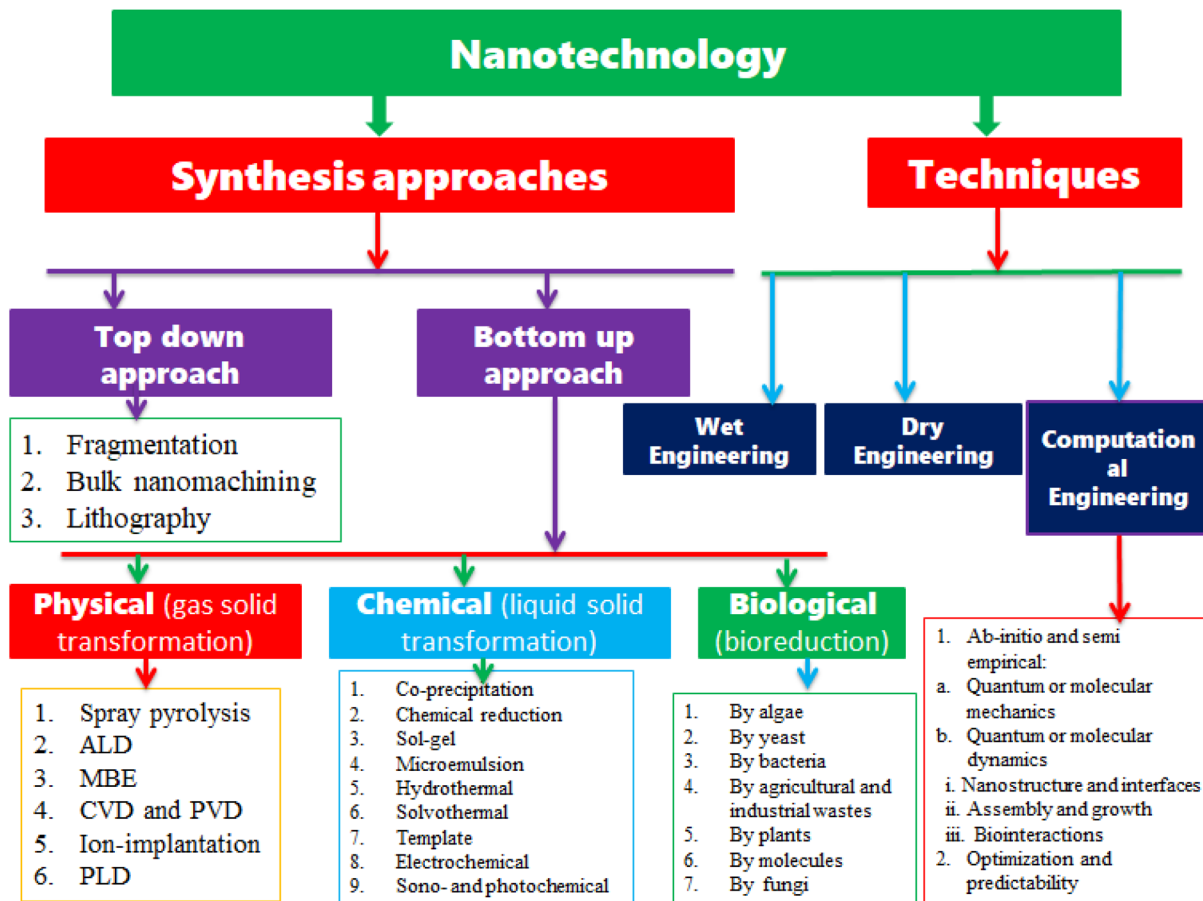 Nanotechnology
Synthesis approaches
Techniques
Top down
approach
Bottom up
approach
1. Fragmentation
2. Bulk nanomachining
3. Lithography
Wet
Engineering
Dry
Engineering
Computation
al
Engineering
Physical (gas solid
transformation)
Chemical (liquid solid
transformation)
Biological
(bioreduction)
1. Spray pyrolysis
2. ALD
3. MBE
4. CVD and PVD
5. Ion-implantation
6. PLD
1. Co-precipitation
2. Chemical reduction
3. Sol-gel
4. Microemulsion
5. Hydrothermal
6. Solvothermal
7. Template
8. Electrochemical
9. Sono- and photochemical
1. By algae
2. By yeast
3. By bacteria
4. By agricultural and
industrial wastes
5. By plants
6. By molecules
7. By fungi
1. Ab-initio and semi
empirical:
a. Quantum or molecular
mechanics
b. Quantum or molecular
dynamics
i. Nanostructure and interfaces
ii. Assembly and growth
iii. Biointeractions
2. Optimization and
predictability